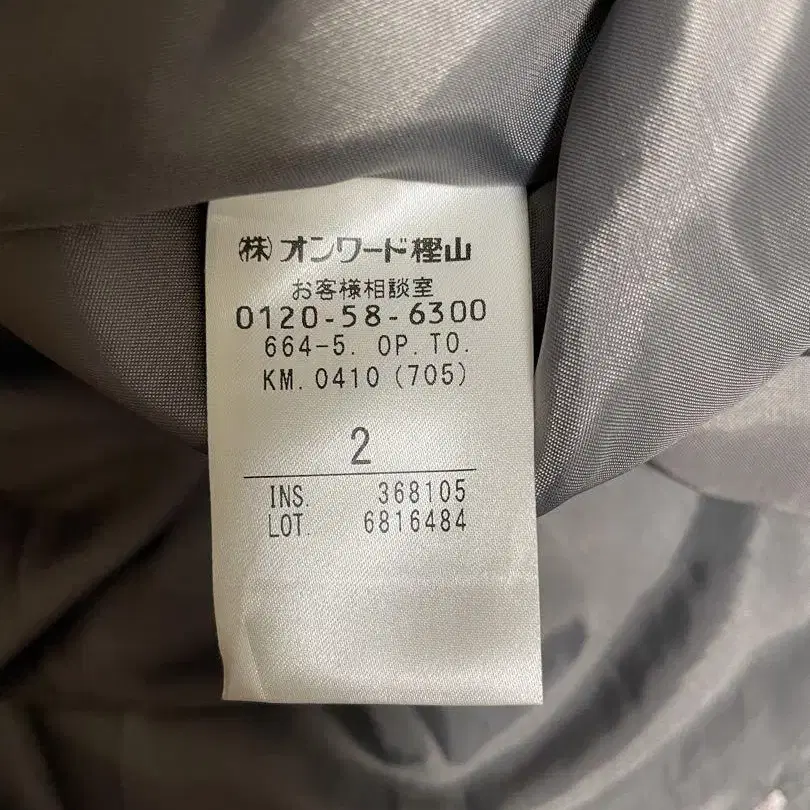 ㈱オンワード樫山
お客様相談室
0120-58-6300
664-5. OP. TO.
KM. 0410 (705)
2
INS. 368105
LOT. 6816484